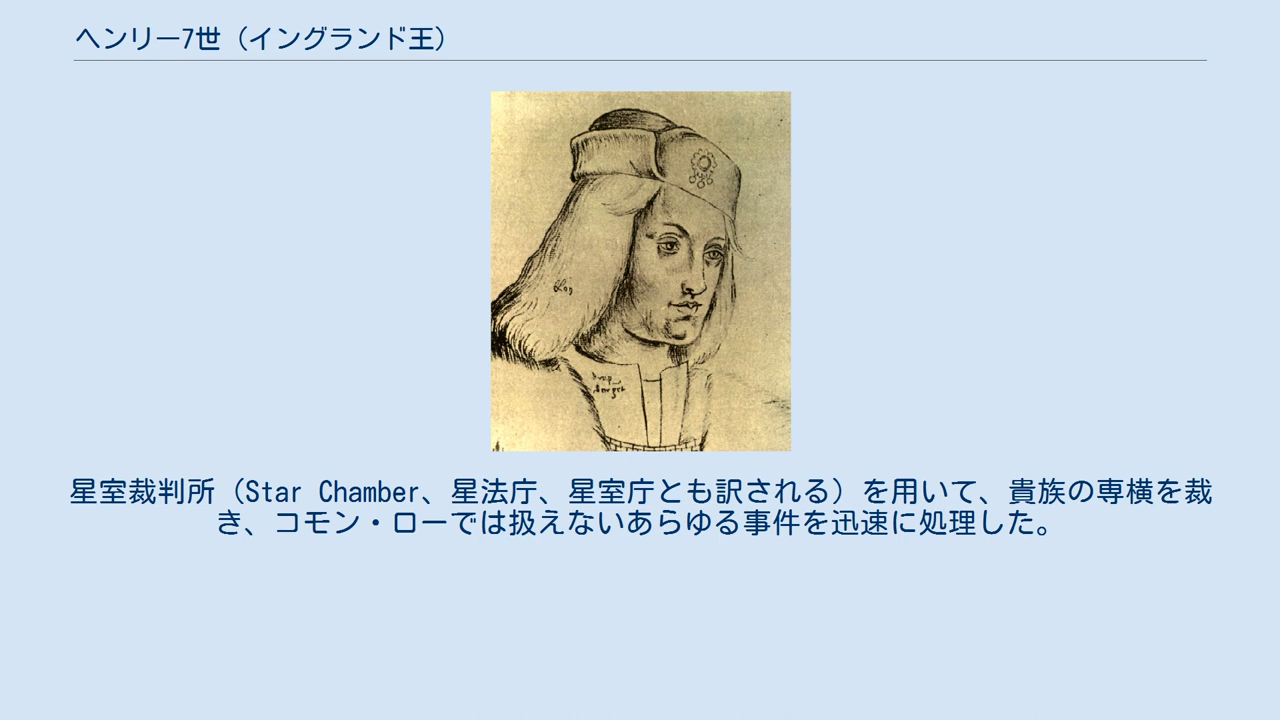 ヘンリー7世（イングランド王）
星室裁判所（Star Chamber、星法庁、星室庁とも訳される）を用いて、貴族の専横を裁
き、コモン・ローでは扱えないあらゆる事件を迅速に処理した。